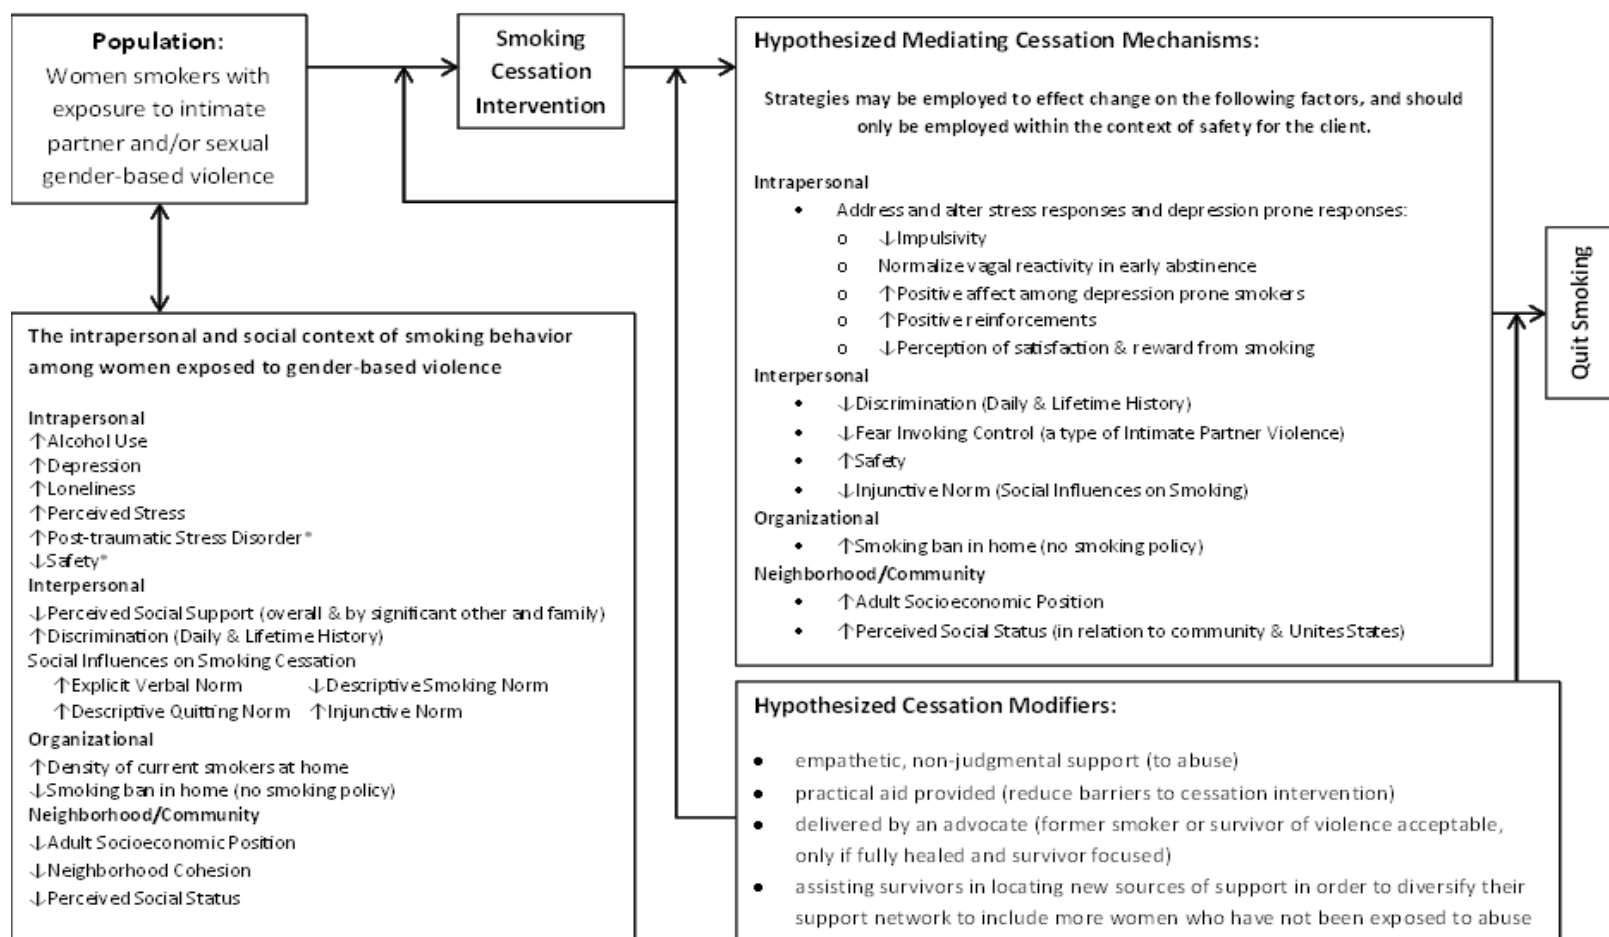 Population:
Women smokers with
exposure to intimate
partner and/or sexual
gender-based violence
Smoking
Cessation
Intervention
Hypothesized Mediating Cessation Mechanisms:
Strategies may be employed to effect change on the following factors, and should
only be employed within the context of safety for the client.
Intrapersonal
• Address and alter stress responses and depression prone responses:
o ↓Impulsivity
o Normalize vagal reactivity in early abstinence
o ↑Positive affect among depression prone smokers
o ↑Positive reinforcements
o ↓Perception of satisfaction & reward from smoking
Interpersonal
• ↓Discrimination (Daily & Lifetime History)
• ↓Fear Invoking Control (a type of Intimate Partner Violence)
• ↑Safety
• ↓Injunctive Norm (Social Influences on Smoking)
Organizational
• ↑Smoking ban in home (no smoking policy)
Neighborhood/Community
• ↑Adult Socioeconomic Position
• ↑Perceived Social Status (in relation to community & Unites States)
Quit Smoking
The intrapersonal and social context of smoking behavior
among women exposed to gender-based violence
Intrapersonal
↑Alcohol Use
↑Depression
↑Loneliness
↑Perceived Stress
↑Post-traumatic Stress Disorder*
↓Safety*
Interpersonal
↓Perceived Social Support (overall & by significant other and family)
↑Discrimination (Daily & Lifetime History)
Social Influences on Smoking Cessation
↑Explicit Verbal Norm ↓Descriptive Smoking Norm
↑Descriptive Quitting Norm ↑Injunctive Norm
Organizational
↑Density of current smokers at home
↓Smoking ban in home (no smoking policy)
Neighborhood/Community
↓Adult Socioeconomic Position
↓Neighborhood Cohesion
↓Perceived Social Status
Hypothesized Cessation Modifiers:
• empathetic, non-judgmental support (to abuse)
• practical aid provided (reduce barriers to cessation intervention)
• delivered by an advocate (former smoker or survivor of violence acceptable,
only if fully healed and survivor focused)
• assisting survivors in locating new sources of support in order to diversify their
support network to include more women who have not been exposed to abuse